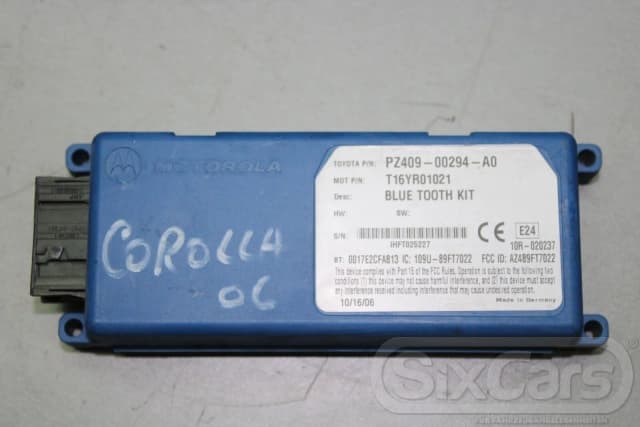 MOTOROLA
COROLLA
06
TOYOTA P/N: PZ409-00294-A0
MOT P/N: T16YR01021
Desc: BLUE TOOTH KIT
HW: SW:
S/N:
IHFT025227
CE E24
10R-020237
BT: 0017E2CFA813 IC: 109U-89FT7022 FCC ID: AZ489FT7022
This device complies with Part 15 of the FCC Rules. Operation is subject to the following two
conditions (1) this device may not cause harmful interference, and (2) this device must accept
any interference received including interference that may cause undesired operation.
10/16/06 Made in Germany
SixCars